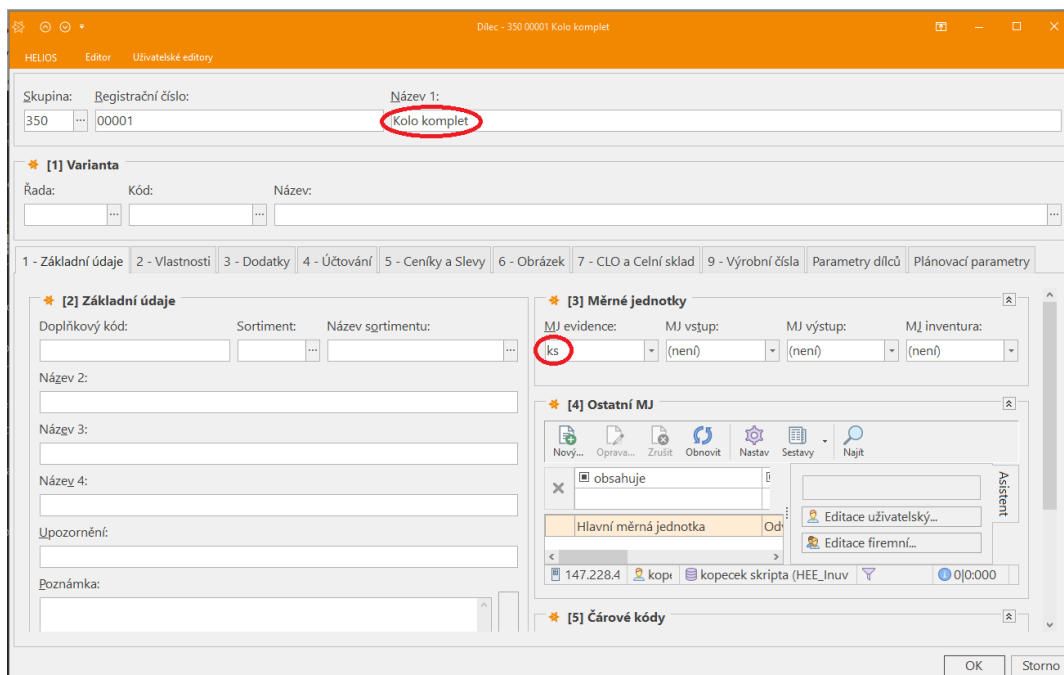 Dílec - 350 00001 Kolo komplet
HELIOS Editor Uživatelské editory
Skupina: Registrační číslo: Název 1:
350 ... 00001 Kolo komplet
[1] Varianta
Řada: Kód: Název:
... ... ...
1 - Základní údaje 2 - Vlastnosti 3 - Dodatky 4 - Účtování 5 - Ceníky a Slevy 6 - Obrázek 7 - CLO a Celní sklad 9 - Výrobní čísla Parametry dílců Plánovací parametry
[2] Základní údaje
Doplňkový kód: Sortiment: Název sortimentu:
... ...
Název 2:
Název 3:
Název 4:
Upozornění:
Poznámka:
[3] Měrné jednotky
MJ evidence: MJ vstup: MJ výstup: MJ inventura:
ks (není) (není) (není)
[4] Ostatní MJ
Nový... Oprava... Zrušit Obnovit Nastav Sestavy Najít
obsahuje
Hlavní měrná jednotka
Asistent
Editace uživatelský...
Editace firemní...
147.228.4 kope kopecek skripta (HEE_Inuv 0|0:000
[5] Čárové kódy
OK Storno